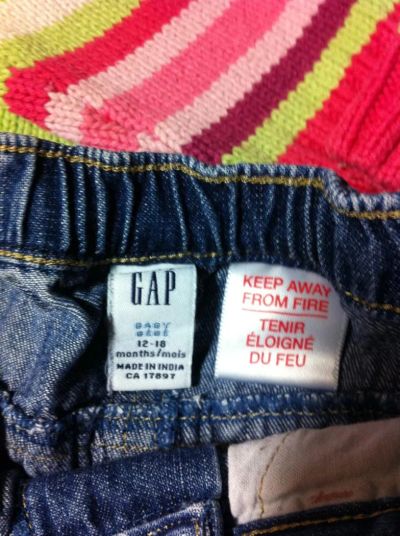 GAP
BABY
BÉBÉ
12-18
months/mois
MADE IN INDIA
CA 17897
KEEP AWAY
FROM FIRE
TENIR
ÉLOIGNÉ
DU FEU